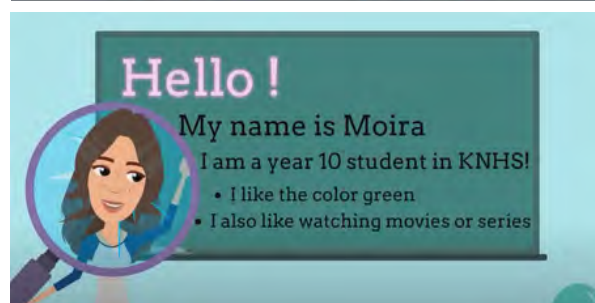 Hello !
My name is Moira
I am a year 10 student in KNHS!
• I like the color green
• I also like watching movies or series